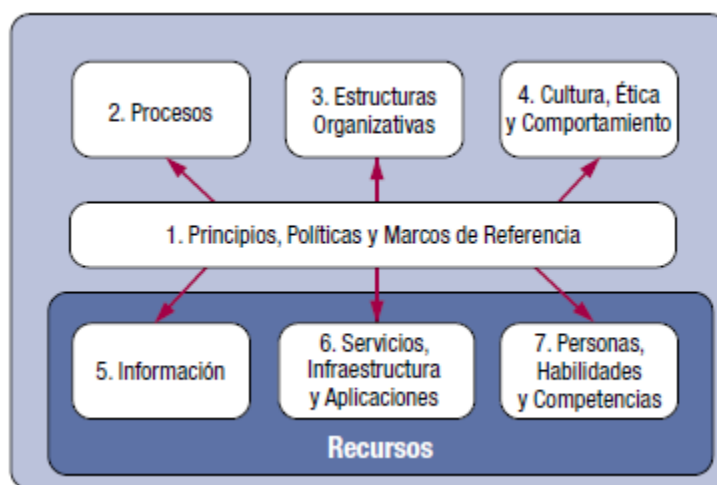 2. Procesos
3. Estructuras
Organizativas
4. Cultura, Ética
y Comportamiento
1. Principios, Políticas y Marcos de Referencia
5. Información
6. Servicios,
Infraestructura
y Aplicaciones
7. Personas,
Habilidades
y Competencias
Recursos